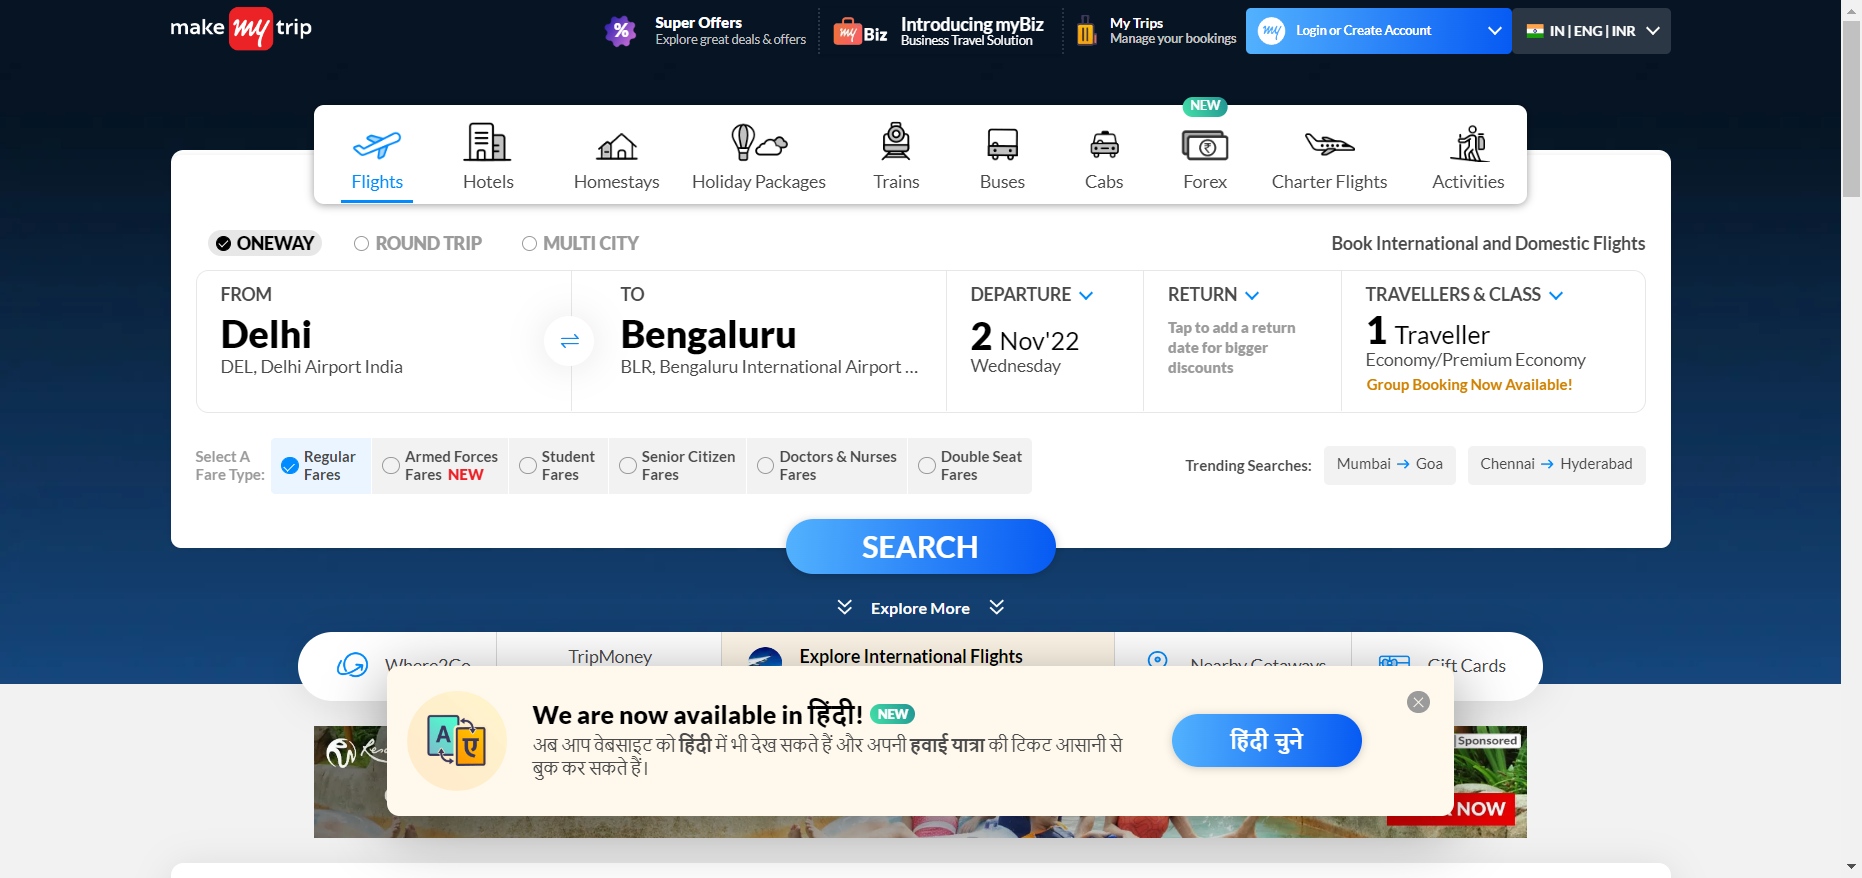 make my trip
% Super Offers
Explore great deals & offers
my Biz Introducing myBiz
Business Travel Solution
My Trips
Manage your bookings
my Login or Create Account
IN | ENG | INR
NEW
Flights
Hotels
Homestays
Holiday Packages
Trains
Buses
Cabs
Forex
Charter Flights
Activities
ONEWAY
ROUND TRIP
MULTI CITY
Book International and Domestic Flights
FROM
Delhi
DEL, Delhi Airport India
TO
Bengaluru
BLR, Bengaluru International Airport ...
DEPARTURE
2 Nov'22
Wednesday
RETURN
Tap to add a return
date for bigger
discounts
TRAVELLERS & CLASS
1 Traveller
Economy/Premium Economy
Group Booking Now Available!
Select A
Fare Type:
Regular
Fares
Armed Forces
Fares NEW
Student
Fares
Senior Citizen
Fares
Doctors & Nurses
Fares
Double Seat
Fares
Trending Searches:
Mumbai → Goa
Chennai → Hyderabad
SEARCH
Explore More
Where2Go
TripMoney
Explore International Flights
Nearby Getaways
Gift Cards
We are now available in हिंदी! NEW
अब आप वेबसाइट को हिंदी में भी देख सकते हैं और अपनी हवाई यात्रा की टिकट आसानी से
बुक कर सकते हैं।
A ए
हिंदी चुने
Sponsored
NOW